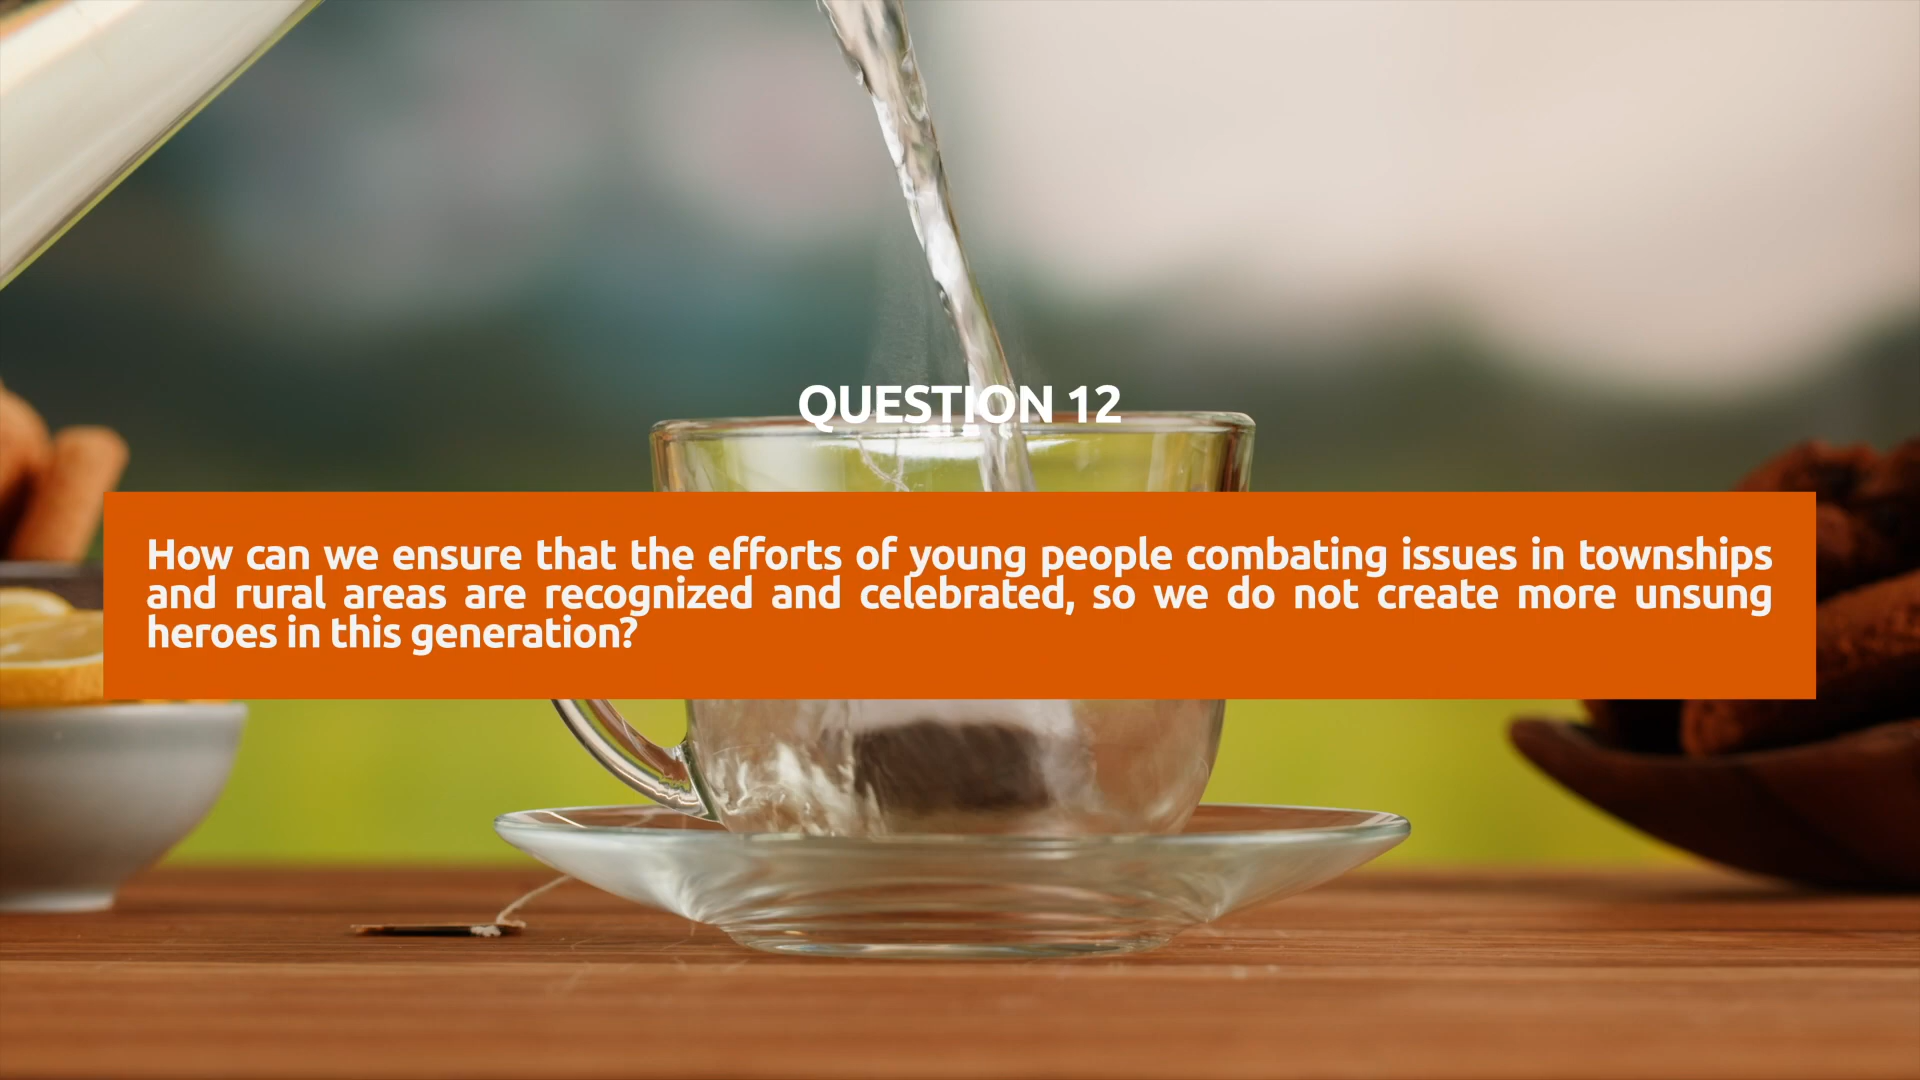 QUESTION 12
How can we ensure that the efforts of young people combating issues in townships
and rural areas are recognized and celebrated, so we do not create more unsung
heroes in this generation?